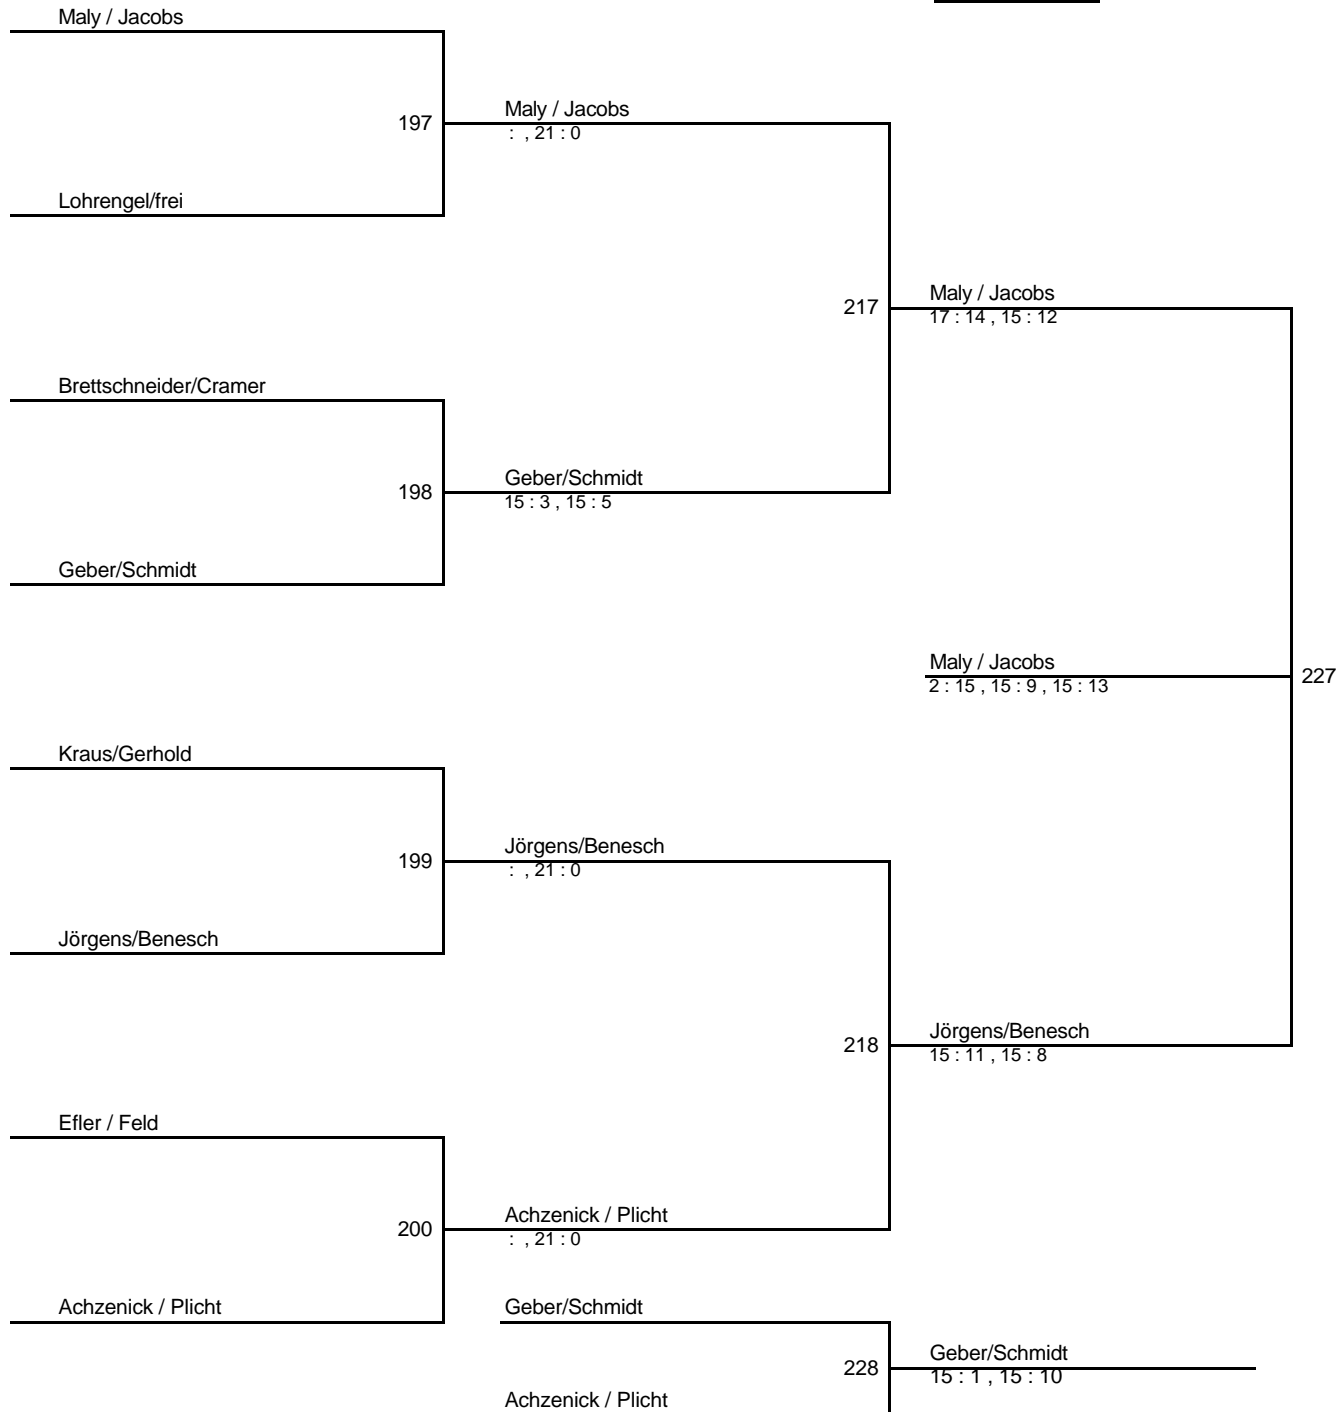 Maly / Jacobs
197
Maly / Jacobs
: , 21 : 0
Lohrengel/frei
217
Maly / Jacobs
17 : 14 , 15 : 12
Brettschneider/Cramer
198
Geber/Schmidt
15 : 3 , 15 : 5
Geber/Schmidt
Maly / Jacobs
2 : 15 , 15 : 9 , 15 : 13
227
Kraus/Gerhold
199
Jörgens/Benesch
: , 21 : 0
Jörgens/Benesch
218
Jörgens/Benesch
15 : 11 , 15 : 8
Efler / Feld
200
Achzenick / Plicht
: , 21 : 0
Achzenick / Plicht
Geber/Schmidt
228
Geber/Schmidt
15 : 1 , 15 : 10
Achzenick / Plicht